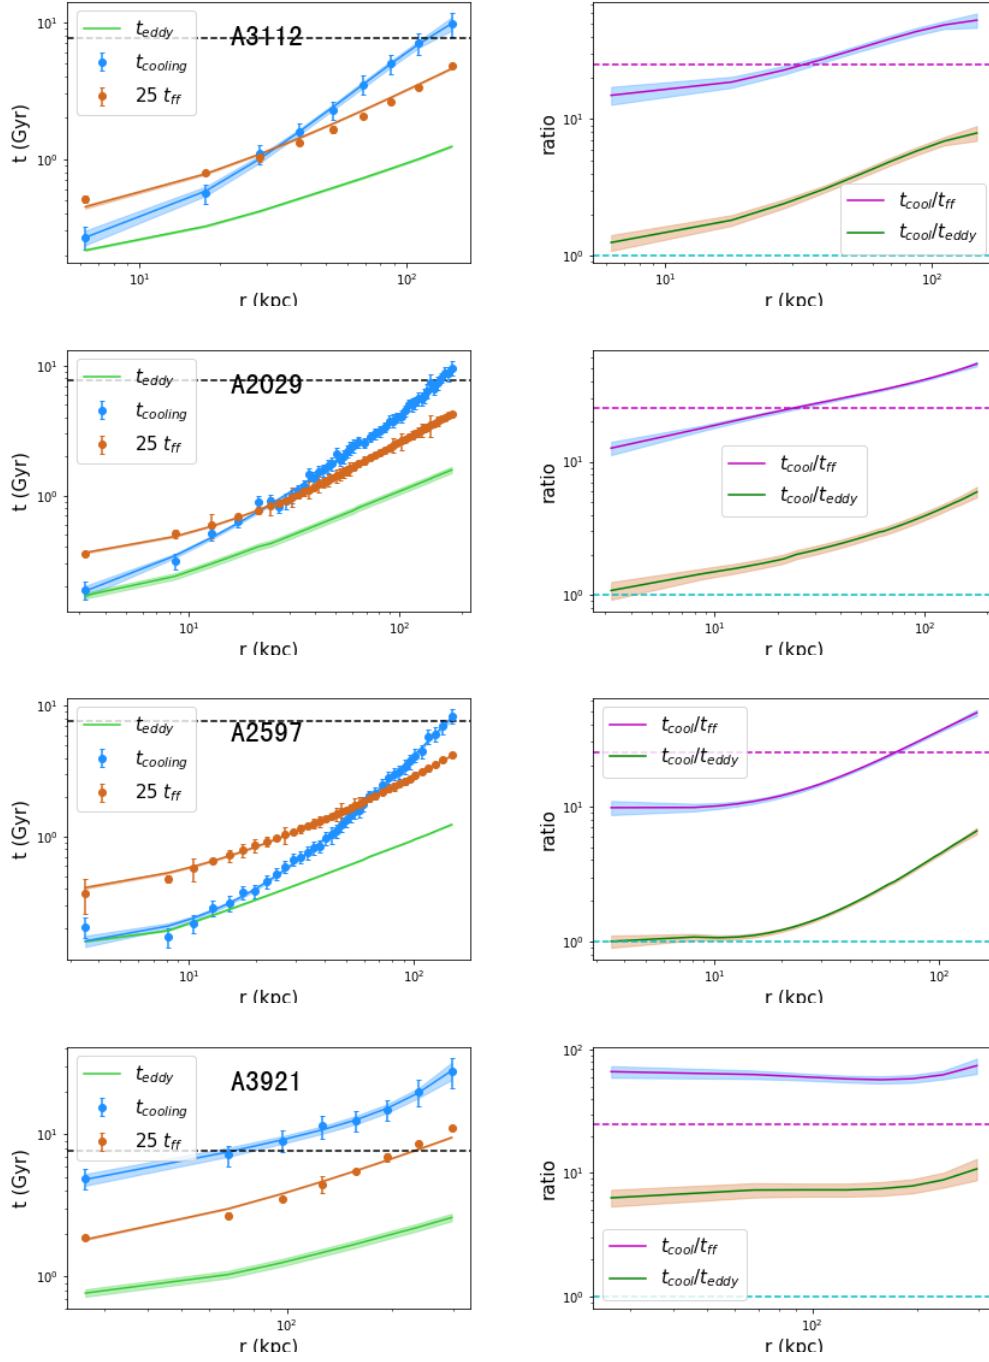 A3112
t_eddy
t_cooling
25 t_ff
t (Gyr)
10^1
10^0
10^1
10^2
r (kpc)
ratio
10^1
10^0
t_cool/t_ff
t_cool/t_eddy
10^1
10^2
r (kpc)
A2029
t_eddy
t_cooling
25 t_ff
t (Gyr)
10^1
10^0
10^1
10^2
r (kpc)
ratio
10^1
10^0
t_cool/t_ff
t_cool/t_eddy
10^1
10^2
r (kpc)
A2597
t_eddy
t_cooling
25 t_ff
t (Gyr)
10^1
10^0
10^1
10^2
r (kpc)
t_cool/t_ff
t_cool/t_eddy
ratio
10^1
10^0
10^1
10^2
r (kpc)
A3921
t_eddy
t_cooling
25 t_ff
t (Gyr)
10^1
10^0
10^2
r (kpc)
10^2
ratio
10^1
10^0
t_cool/t_ff
t_cool/t_eddy
10^2
r (kpc)